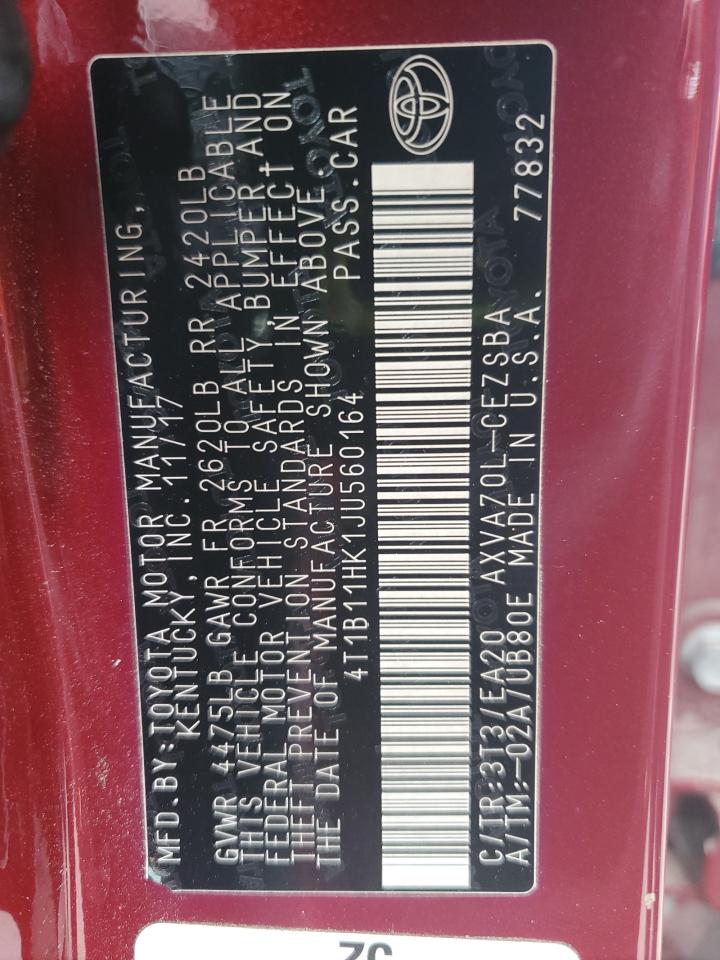 MFD.BY:TOYOTA MOTOR MANUFACTURING,
KENTUCKY, INC. 11/17
GVWR 4475LB GAWR FR 2620LB RR 2420LB
THIS VEHICLE CONFORMS TO ALL APPLICABLE
FEDERAL MOTOR VEHICLE SAFETY, BUMPER, AND
THEFT PREVENTION STANDARDS IN EFFECT ON
THE DATE OF MANUFACTURE SHOWN ABOVE.
4T1B11HK1JU560164 PASS.CAR
C/TR:3T3/EA20 AXVA70L-CEZSBA
A/TM:-02A/UB80E MADE IN U.S.A. 77832